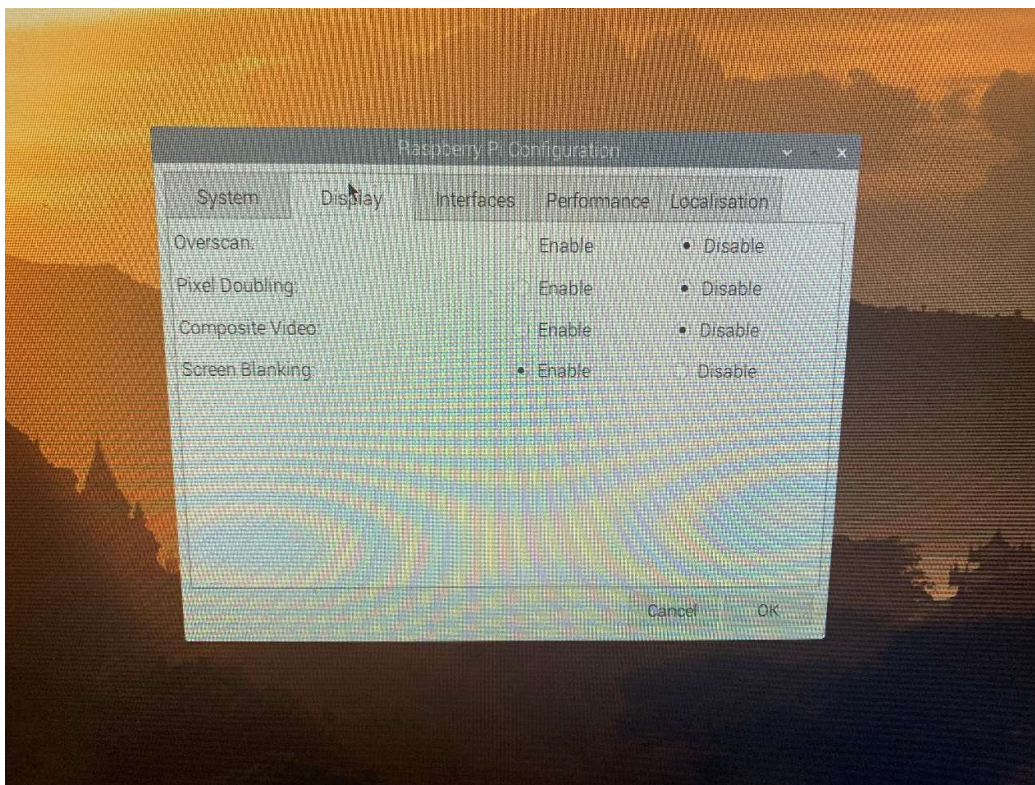 Raspberry Pi Configuration
System Display Interfaces Performance Localisation
Overscan: Enable Disable
Pixel Doubling: Enable Disable
Composite Video: Enable Disable
Screen Blanking: Enable Disable
Cancel OK